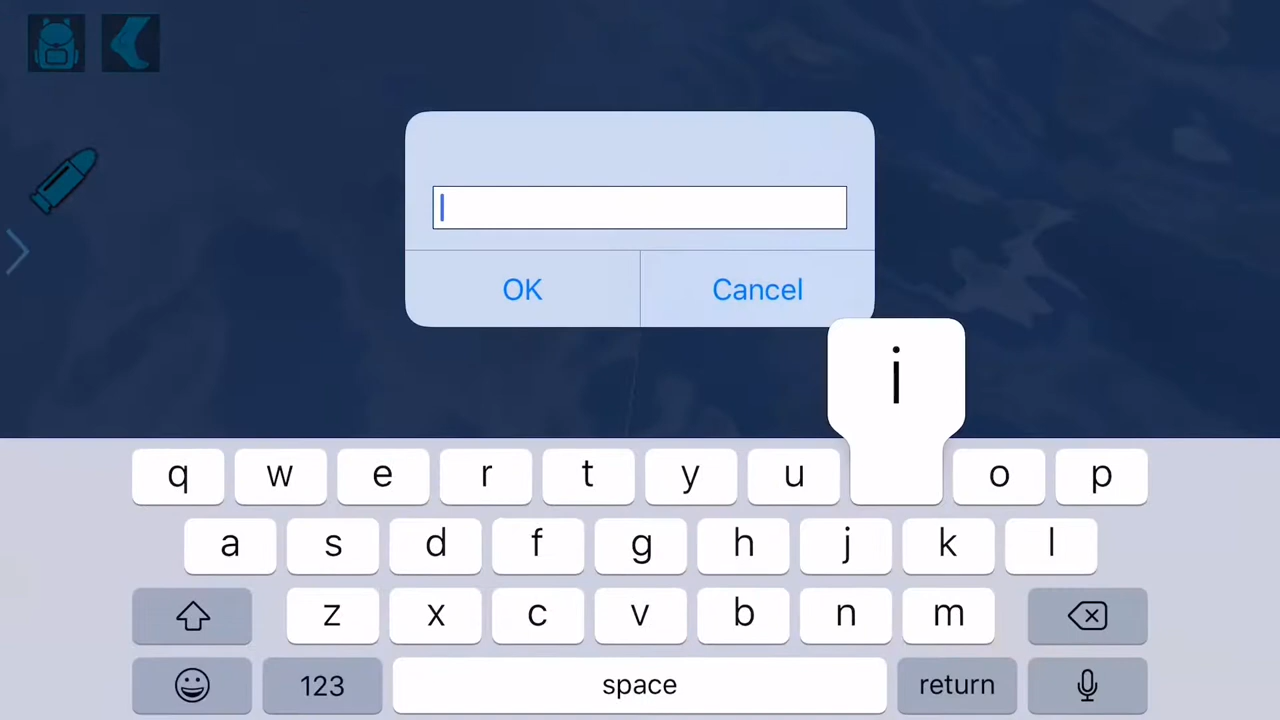 OK Cancel
i
q w e r t y u o p
a s d f g h j k l
z x c v b n m
123 space return